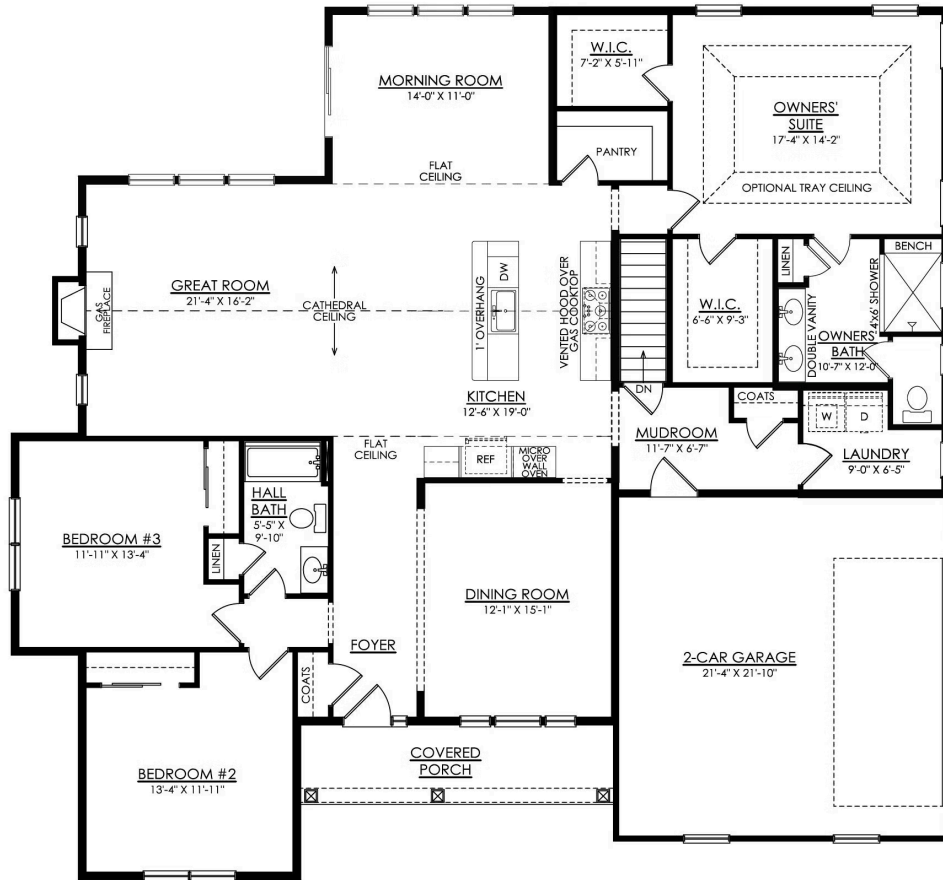 MORNING ROOM
14'-0" X 11'-0"
W.I.C.
7'-2" X 5'-11"
OWNERS'
SUITE
17'-4" X 14'-2"
OPTIONAL TRAY CEILING
PANTRY
FLAT
CEILING
GREAT ROOM
21'-4" X 16'-2"
GAS
FIREPLACE
CATHEDRAL
CEILING
1" OVERHANG
DW
VENTED HOOD OVER
GAS COOKTOP
KITCHEN
12'-6" X 19'-0"
DN
W.I.C.
6'-6" X 9'-3"
LINEN
BENCH
4'x6' SHOWER
DOUBLE VANITY
OWNERS'
BATH
10'-7" X 12'-0"
COATS
MUDROOM
11'-7" X 6'-7"
W
D
LAUNDRY
9'-0" X 6'-5"
FLAT
CEILING
REF
MICRO
OVER
WALL
OVEN
HALL
BATH
5'-5" X
9'-10"
BEDROOM #3
11'-11" X 13'-4"
LINEN
DINING ROOM
12'-1" X 15'-1"
FOYER
COATS
2-CAR GARAGE
21'-4" X 21'-10"
COVERED
PORCH
BEDROOM #2
13'-4" X 11'-11"